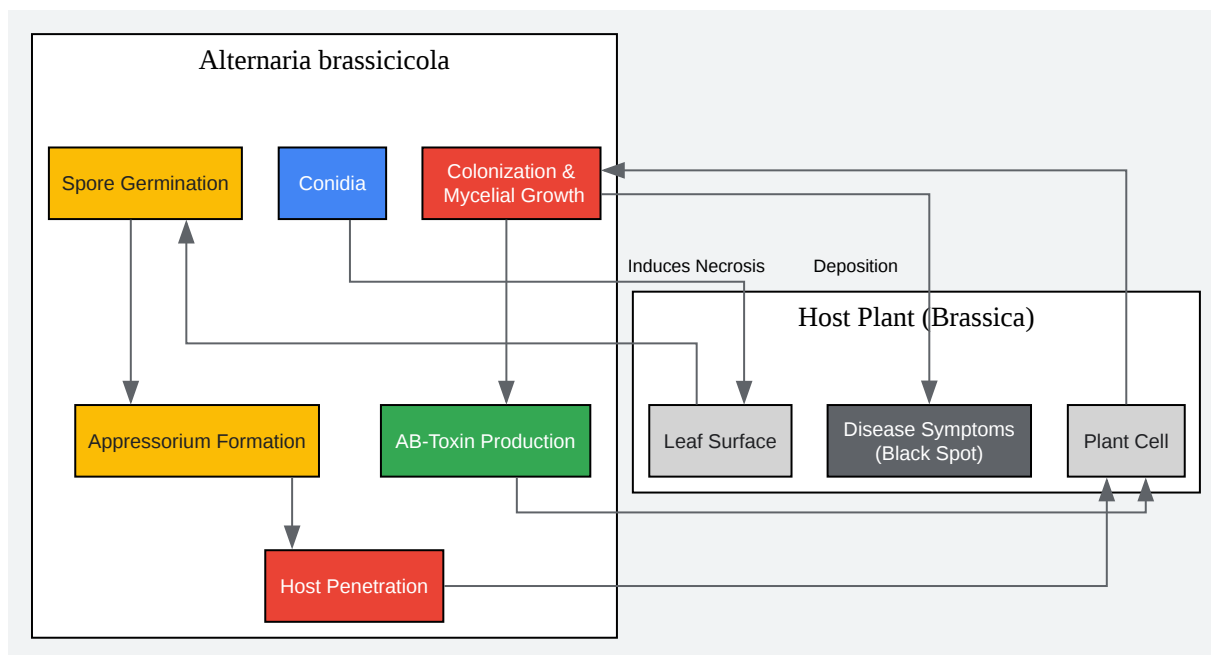 Alternaria brassicicola
Spore Germination
Conidia
Colonization &
Mycelial Growth
Induces Necrosis
Deposition
Host Plant (Brassica)
Appressorium Formation
AB-Toxin Production
Leaf Surface
Disease Symptoms
(Black Spot)
Plant Cell
Host Penetration